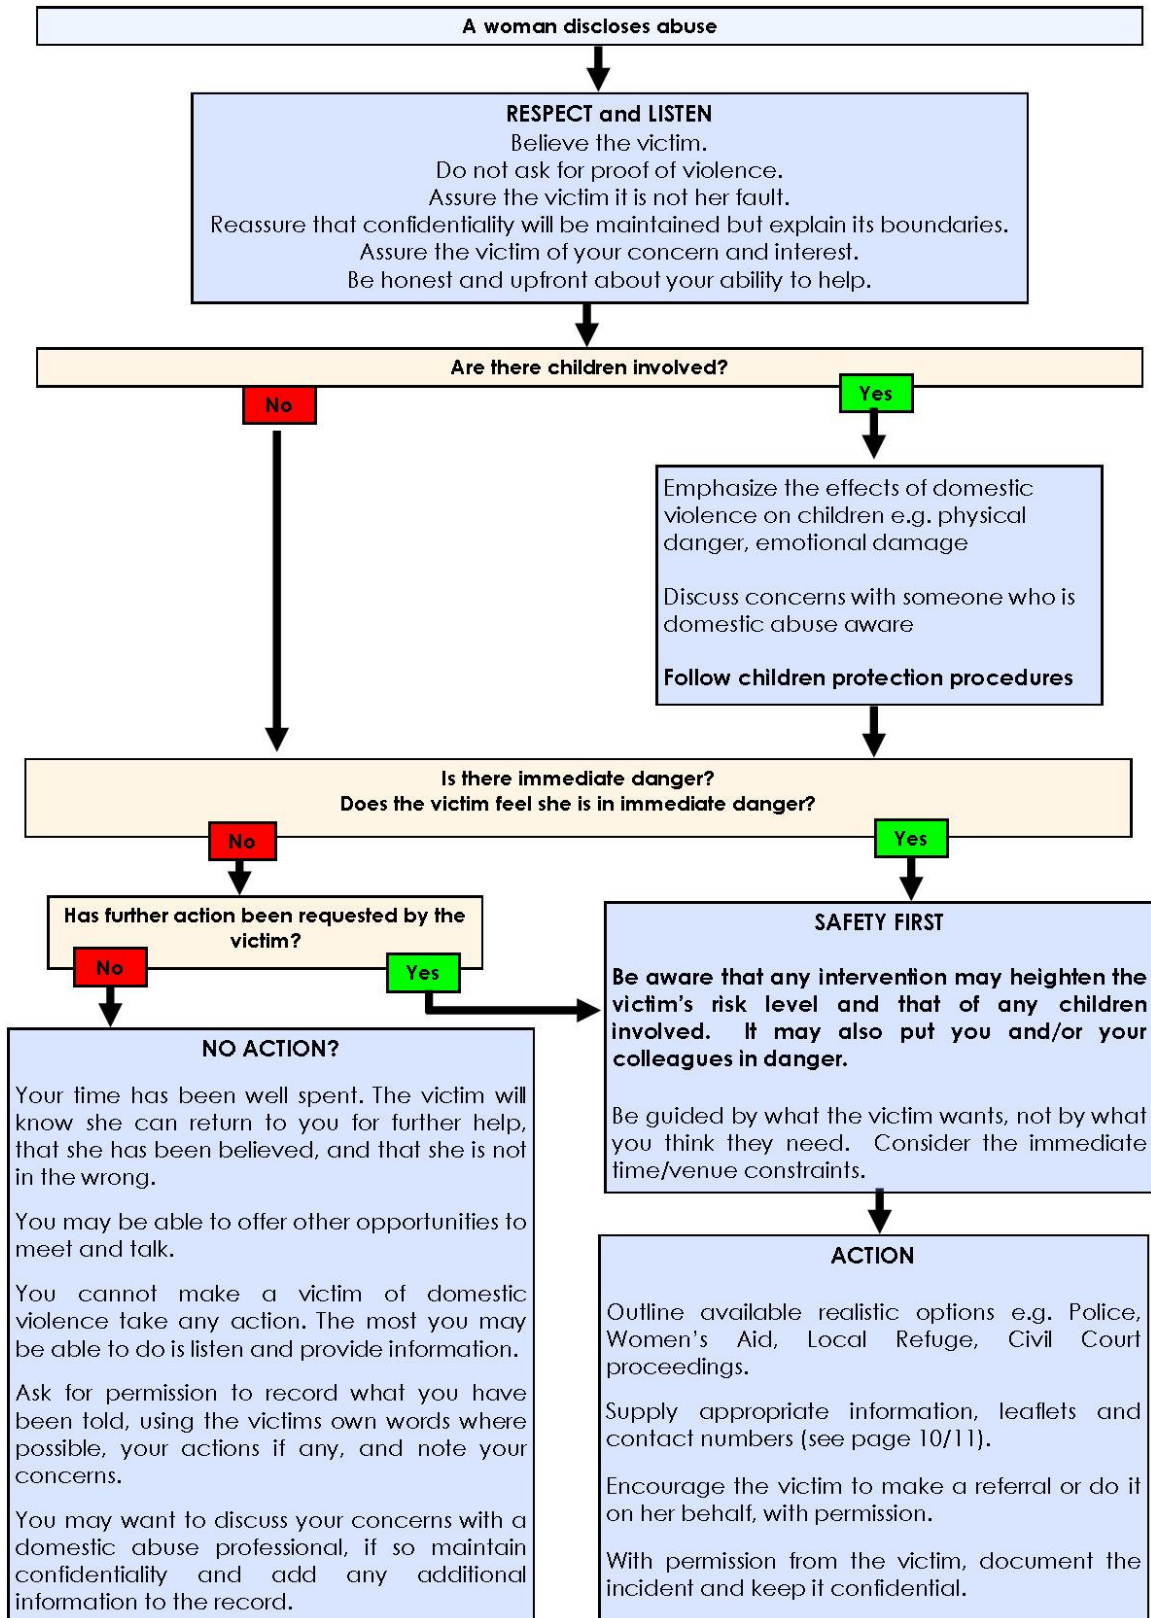 A woman discloses abuse
RESPECT and LISTEN
Believe the victim.
Do not ask for proof of violence.
Assure the victim it is not her fault.
Reassure that confidentiality will be maintained but explain its boundaries.
Assure the victim of your concern and interest.
Be honest and upfront about your ability to help.
Are there children involved?
No
Yes
Emphasize the effects of domestic
violence on children e.g. physical
danger, emotional damage
Discuss concerns with someone who is
domestic abuse aware
Follow children protection procedures
Is there immediate danger?
Does the victim feel she is in immediate danger?
No
Yes
Has further action been requested by the
victim?
No
Yes
SAFETY FIRST
Be aware that any intervention may heighten the
victim's risk level and that of any children
involved. It may also put you and/or your
colleagues in danger.
Be guided by what the victim wants, not by what
you think they need. Consider the immediate
time/venue constraints.
NO ACTION?
Your time has been well spent. The victim will
know she can return to you for further help,
that she has been believed, and that she is not
in the wrong.
You may be able to offer other opportunities to
meet and talk.
You cannot make a victim of domestic
violence take any action. The most you may
be able to do is listen and provide information.
Ask for permission to record what you have
been told, using the victims own words where
possible, your actions if any, and note your
concerns.
You may want to discuss your concerns with a
domestic abuse professional, if so maintain
confidentiality and add any additional
information to the record.
ACTION
Outline available realistic options e.g. Police,
Women's Aid, Local Refuge, Civil Court
proceedings.
Supply appropriate information, leaflets and
contact numbers (see page 10/11).
Encourage the victim to make a referral or do it
on her behalf, with permission.
With permission from the victim, document the
incident and keep it confidential.